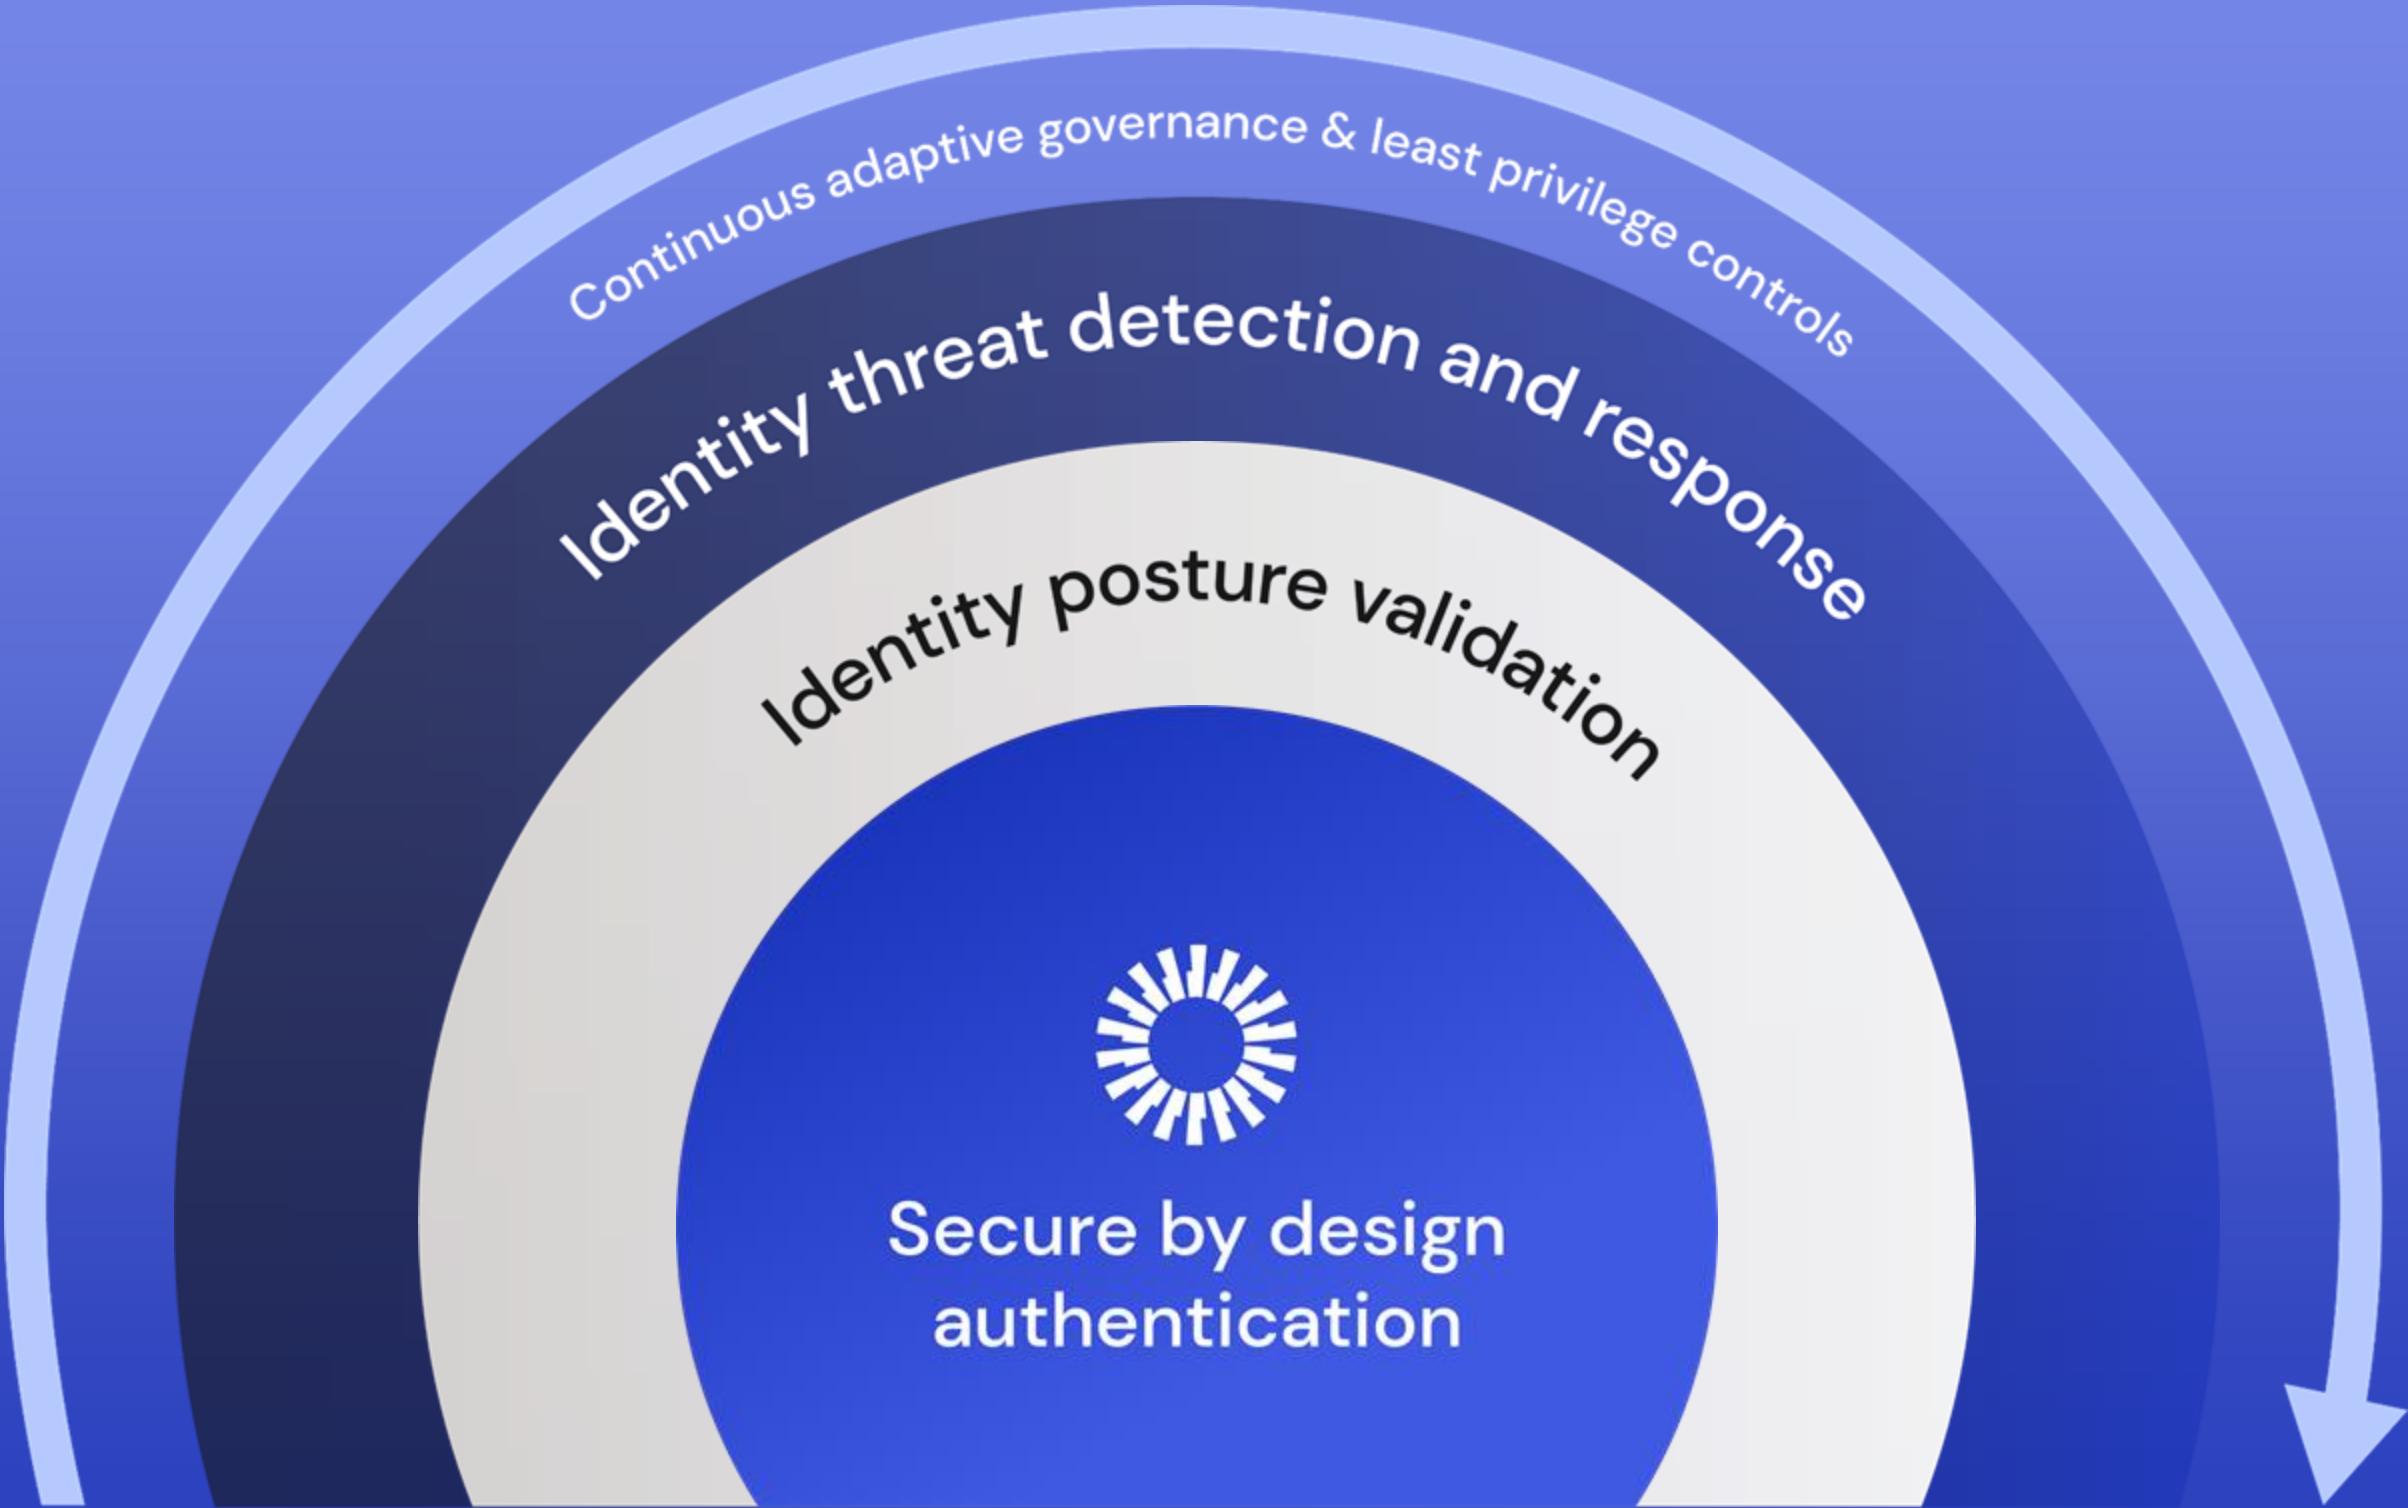 Continuous adaptive governance & least privilege controls
Identity threat detection and response
Identity posture validation
Secure by design
authentication